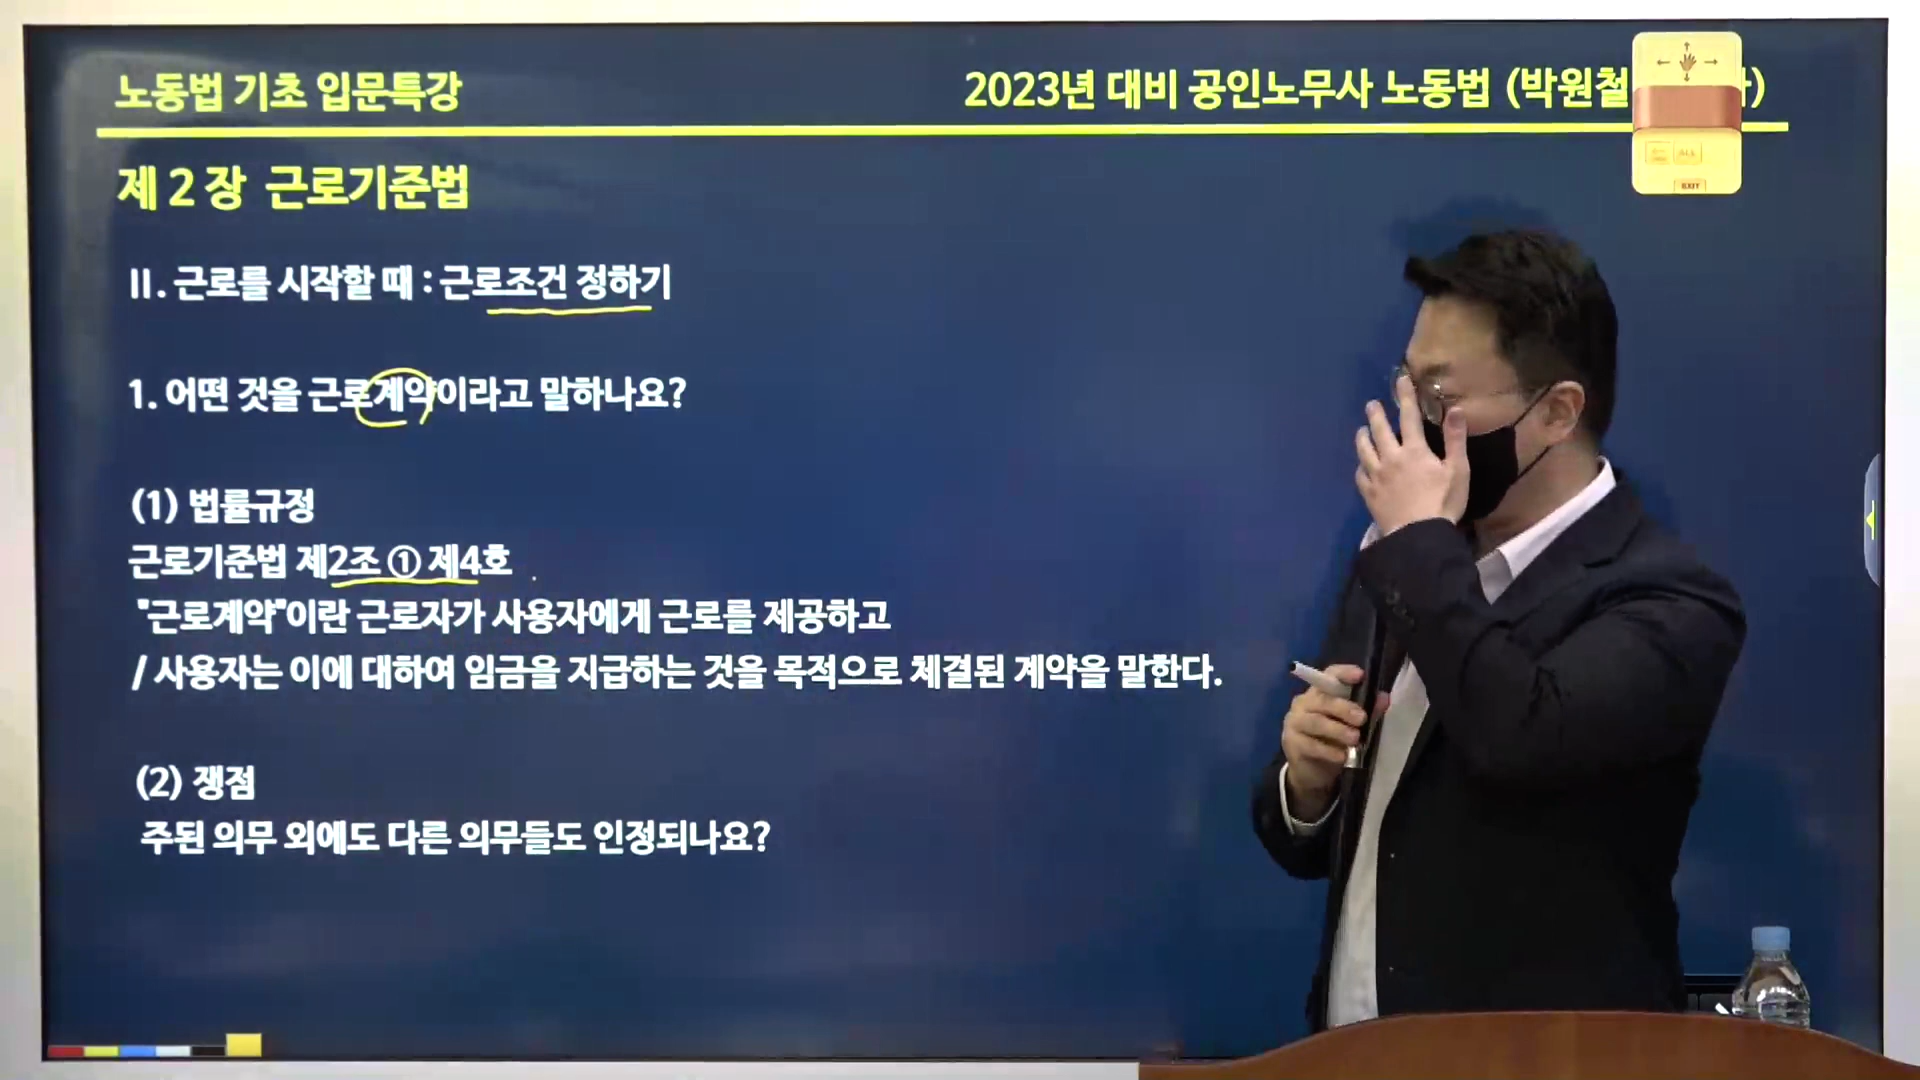 노동법 기초 입문특강
2023년 대비 공인노무사 노동법 (박원철
제 2 장 근로기준법
II. 근로를 시작할 때 : 근로조건 정하기
1. 어떤 것을 근로계약이라고 말하나요?
(1) 법률규정
근로기준법 제2조 ① 제4호
"근로계약"이란 근로자가 사용자에게 근로를 제공하고
/ 사용자는 이에 대하여 임금을 지급하는 것을 목적으로 체결된 계약을 말한다.
(2) 쟁점
주된 의무 외에도 다른 의무들도 인정되나요?
ALL
EXIT